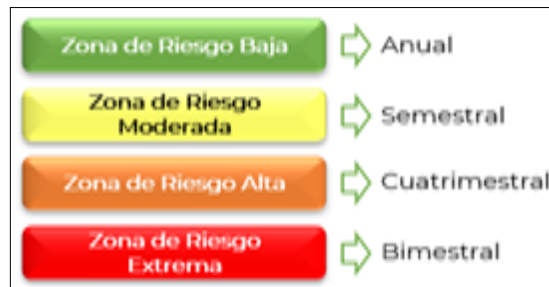 Zona de Riesgo Baja
Anual
Zona de Riesgo
Moderada
Semestral
Zona de Riesgo Alta
Cuatrimestral
Zona de Riesgo
Extrema
Bimestral